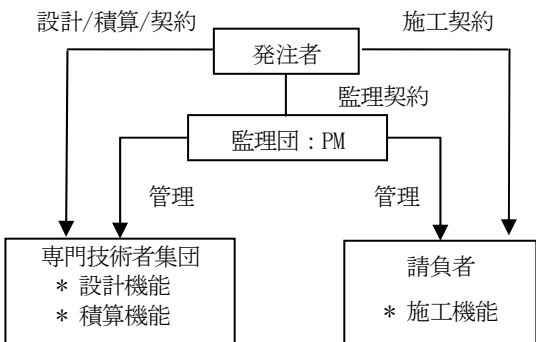 設計/積算/契約
施工契約
発注者
監理契約
監理団：PM
管理
管理
専門技術者集団
* 設計機能
* 積算機能
請負者
* 施工機能